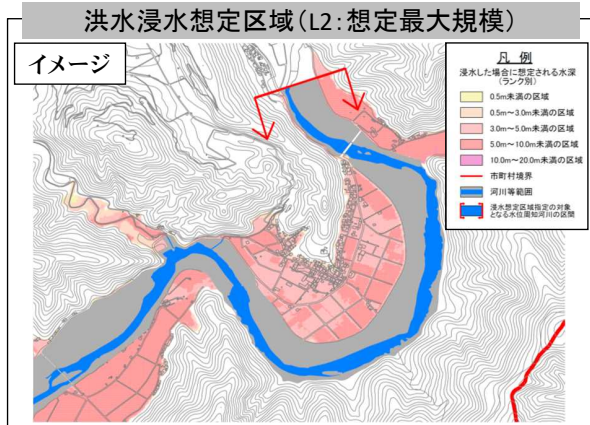 洪水浸水想定区域(L2:想定最大規模)
イメージ
凡 例
浸水した場合に想定される水深
(ランク別)
0.5m未満の区域
0.5m～3.0m未満の区域
3.0m～5.0m未満の区域
5.0m～10.0m未満の区域
10.0m～20.0m未満の区域
市町村境界
河川等範囲
浸水想定区域指定の対象
となる水位周知河川の区間